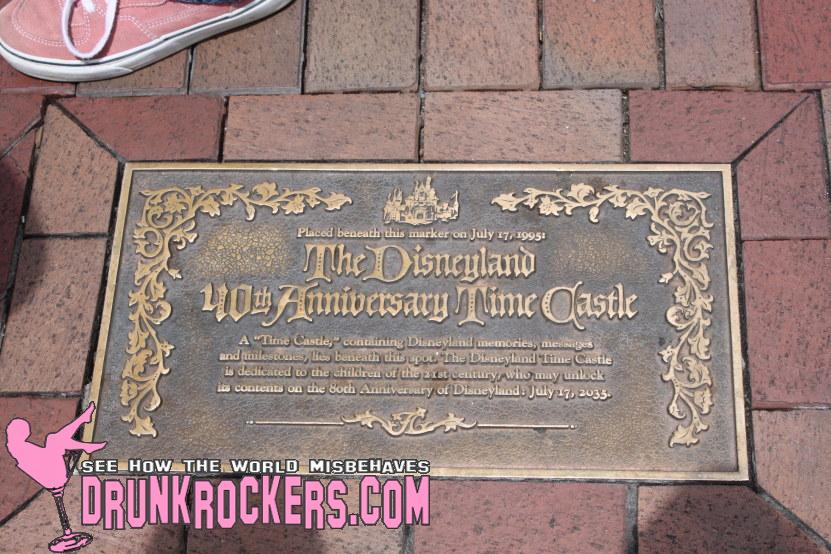 Placed beneath this marker on July 17, 1995:
The Disneyland
40th Anniversary Time Castle
A "Time Castle," containing Disneyland memories, messages
and milestones, lies beneath this spot. The Disneyland Time Castle
is dedicated to the children of the 21st century, who may unlock
its contents on the 80th Anniversary of Disneyland: July 17, 2035.
SEE HOW THE WORLD MISBEHAVES
DRUNKROCKERS.COM